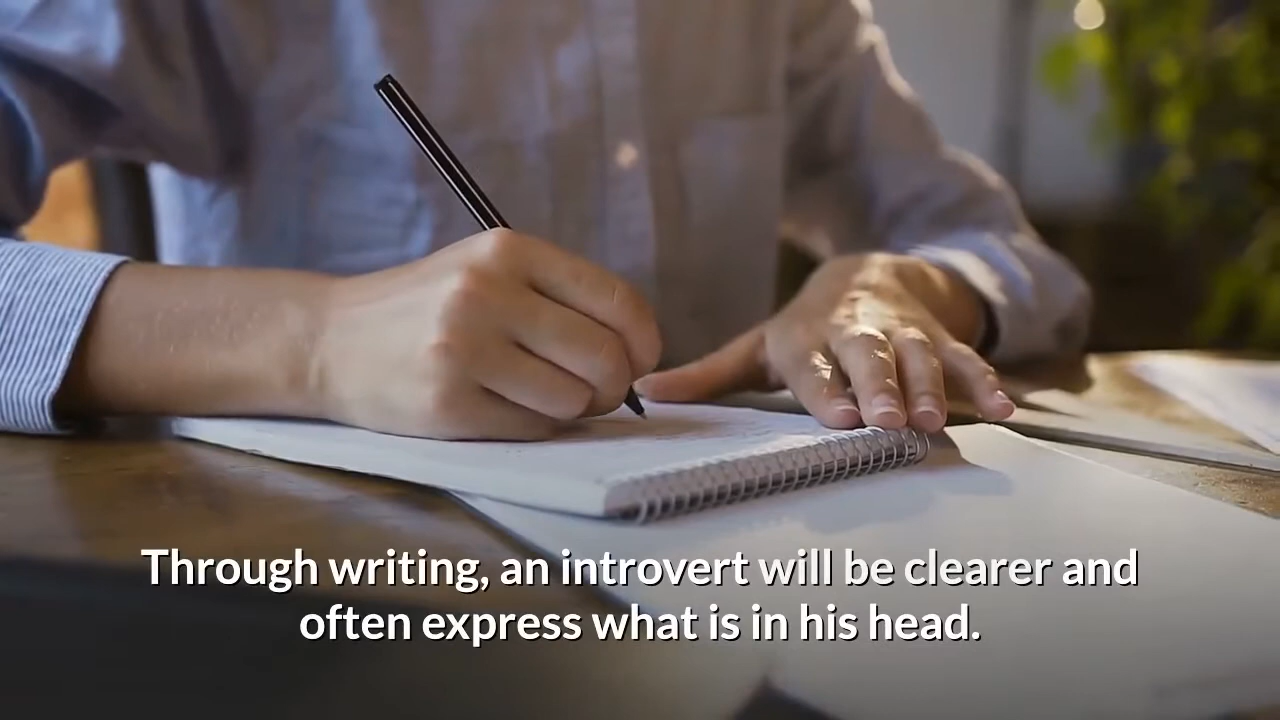 Through writing, an introvert will be clearer and
often express what is in his head.